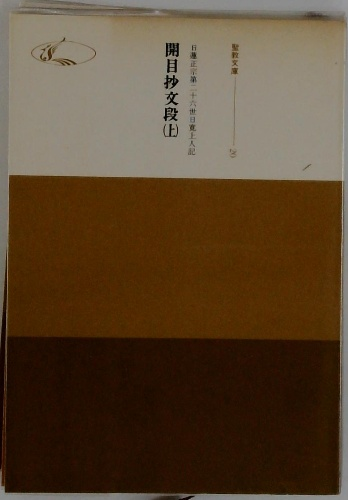 聖教文庫 20
日蓮正宗第二十六世日寛上人記
開目抄文段(上)